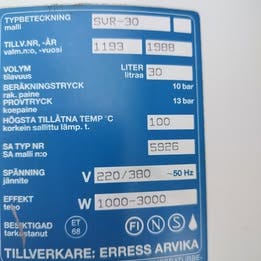 TYPBETECKNING SVR-30
malli
TILLV.NR, -ÅR 1193 1988
valm.n:o, -vuosi
VOLYM LITER 30
tilavuus litraa
BERÄKNINGSTRYCK 10 bar
rak. paine
PROVTRYCK 13 bar
koepaine
HÖGSTA TILLÅTNA TEMP °C 100
korkein sallittu lämp. t.
SA TYP NR 5926
SA malli n:o
SPÄNNING V 220/380 ~50 Hz
jännite
EFFEKT W 1000-3000
teho
BESIKTIGAD ET 68 FI N S
tarkastanut
TILLVERKARE: ERRESS ARVIKA